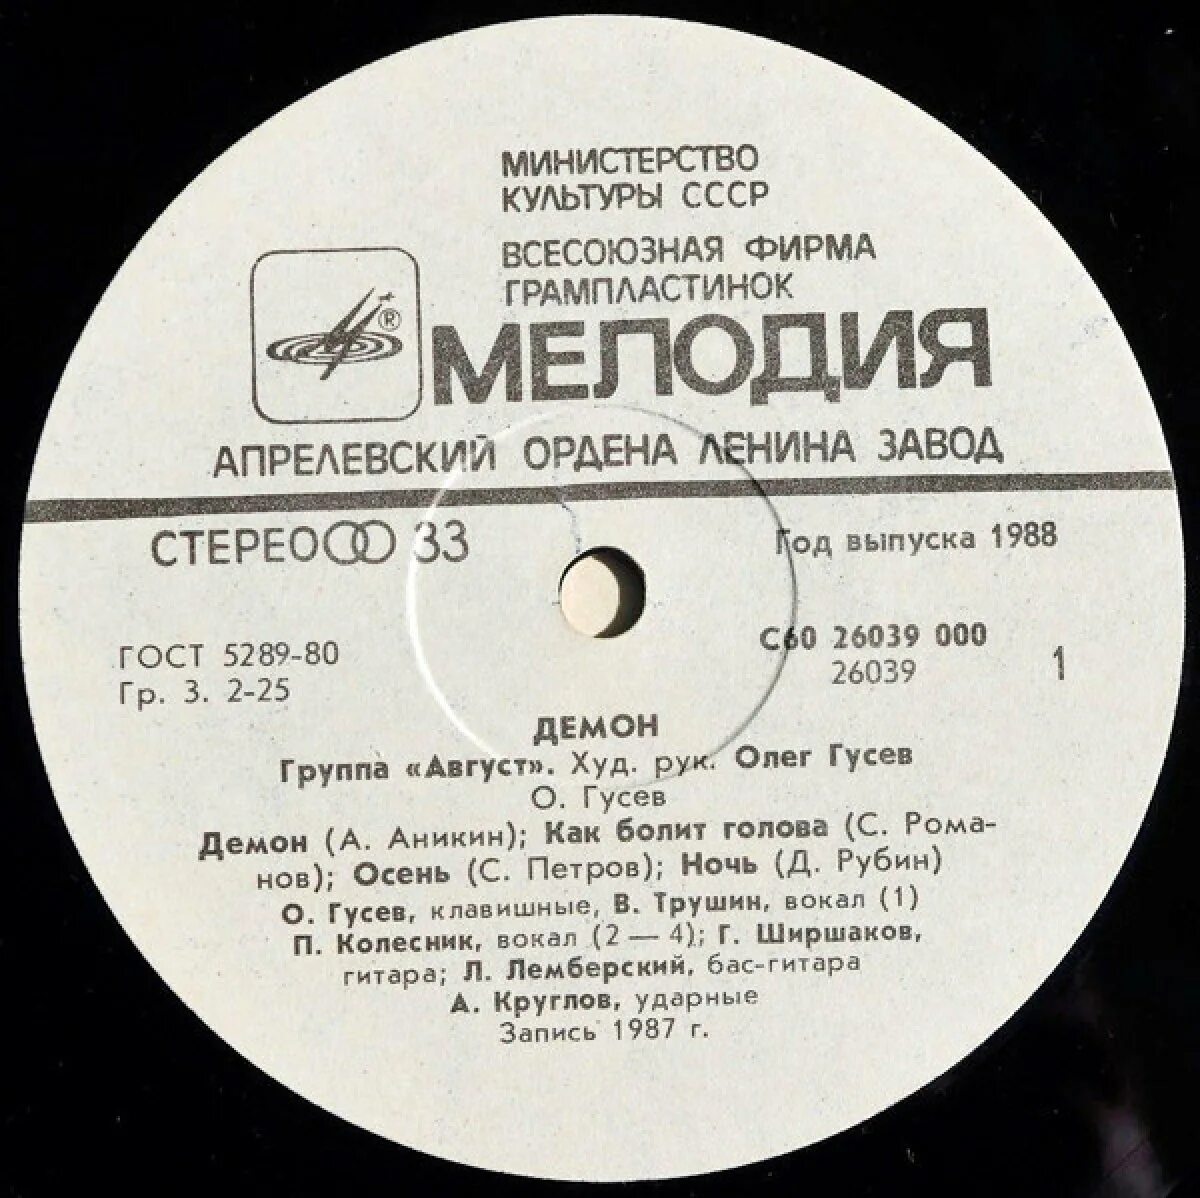 МИНИСТЕРСТВО
КУЛЬТУРЫ СССР
ВСЕСОЮЗНАЯ ФИРМА
ГРАМПЛАСТИНОК
®
МЕЛОДИЯ
АПРЕЛЕВСКИЙ ОРДЕНА ЛЕНИНА ЗАВОД
СТЕРЕО 33
Год выпуска 1988
ГОСТ 5289-80
Гр. 3. 2-25
С60 26039 000
26039
1
ДЕМОН
Группа «Август». Худ. рук. Олег Гусев
О. Гусев
Демон (А. Аникин); Как болит голова (С. Рома-
нов); Осень (С. Петров); Ночь (Д. Рубин)
О. Гусев, клавишные, В. Трушин, вокал (1)
П. Колесник, вокал (2 — 4); Г. Ширшаков,
гитара; Л. Лемберский, бас-гитара
А. Круглов, ударные
Запись 1987 г.